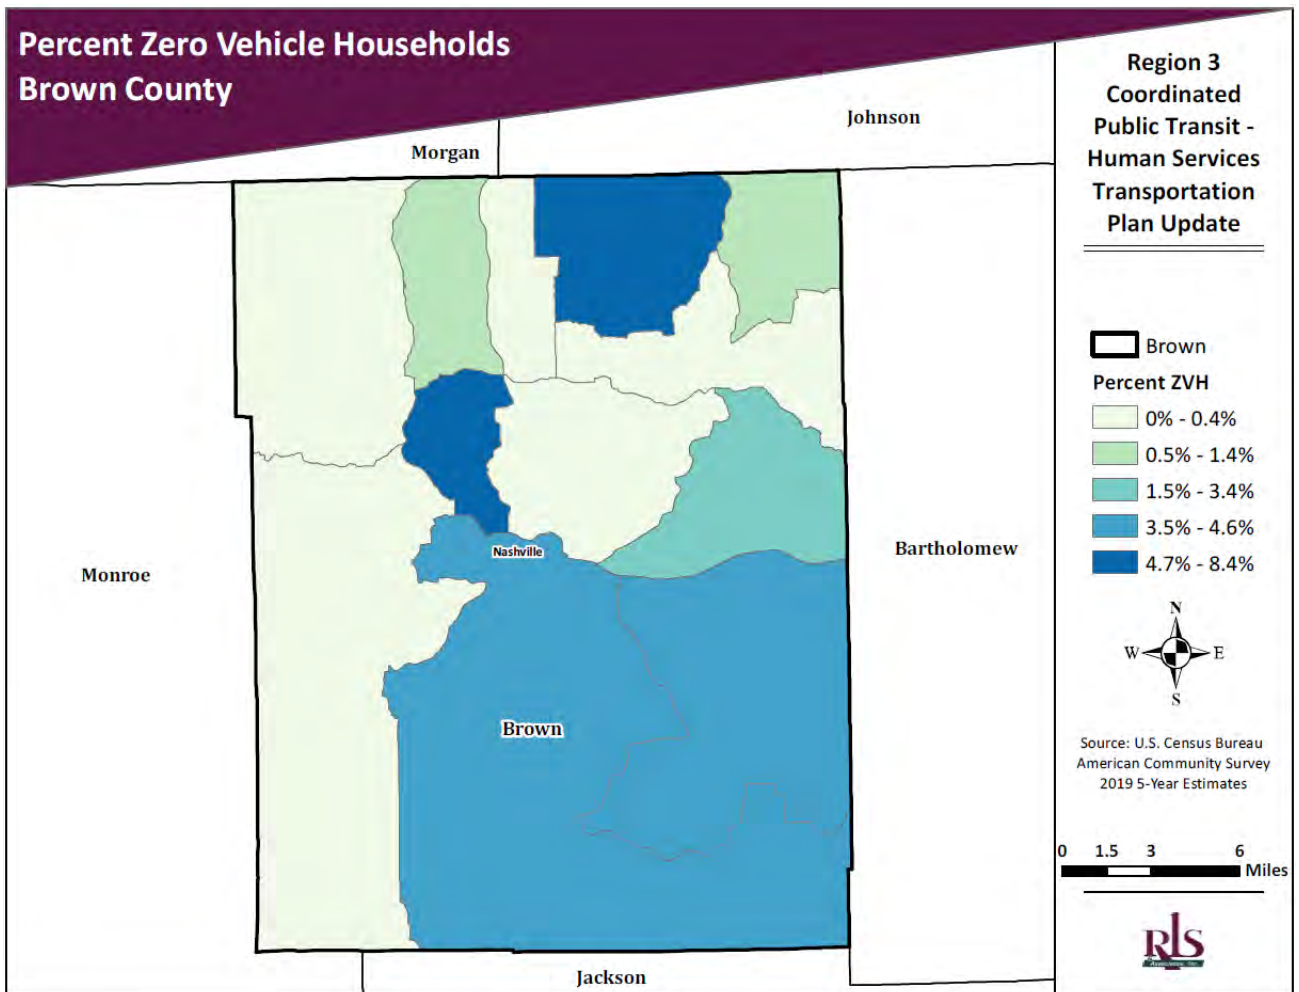 Percent Zero Vehicle Households
Brown County
Morgan
Johnson
Monroe
Nashville
Bartholomew
Brown
Jackson
Region 3
Coordinated
Public Transit -
Human Services
Transportation
Plan Update
Brown
Percent ZVH
0% - 0.4%
0.5% - 1.4%
1.5% - 3.4%
3.5% - 4.6%
4.7% - 8.4%
N
W E
S
Source: U.S. Census Bureau
American Community Survey
2019 5-Year Estimates
0 1.5 3 6
Miles
RLS